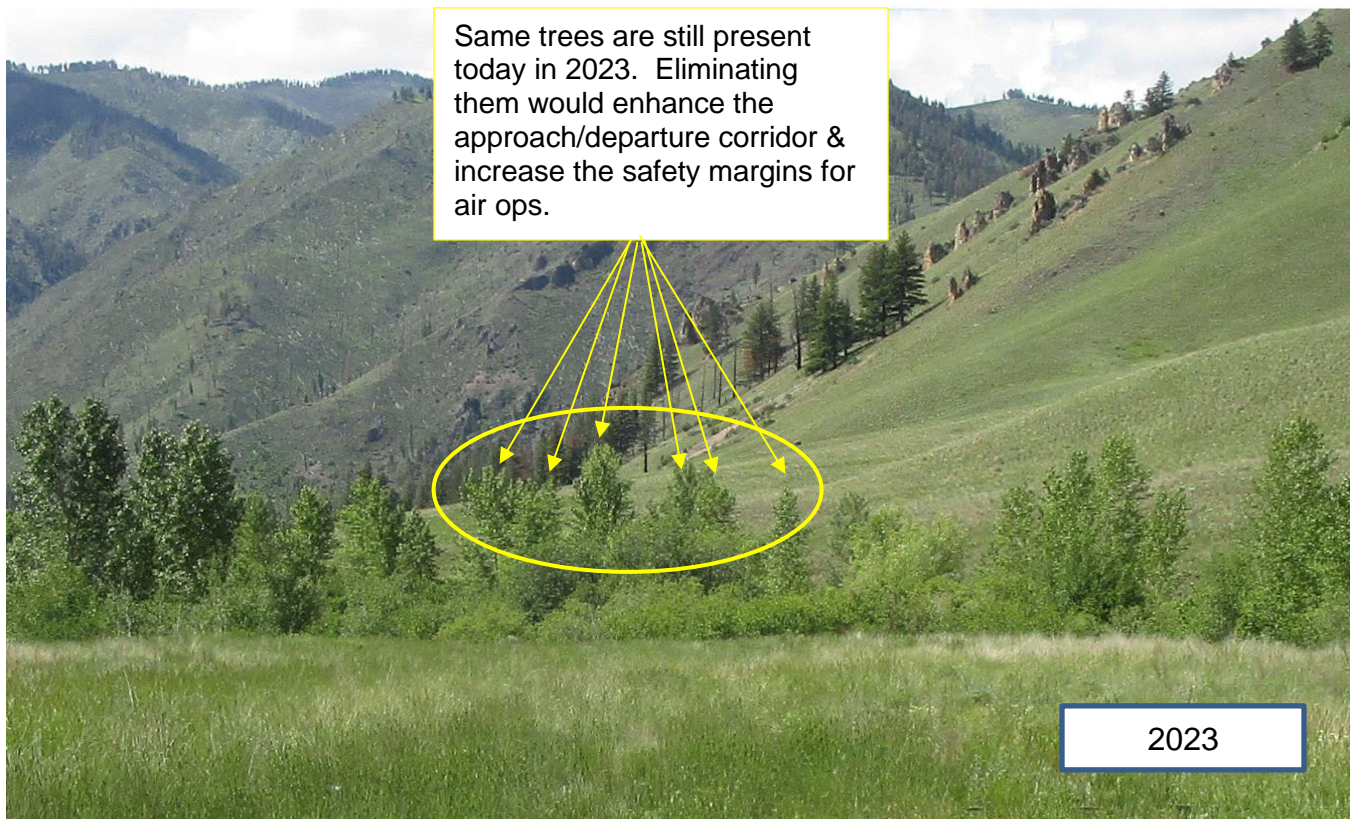 Same trees are still present
today in 2023.  Eliminating
them would enhance the
approach/departure corridor &
increase the safety margins for
air ops.
2023